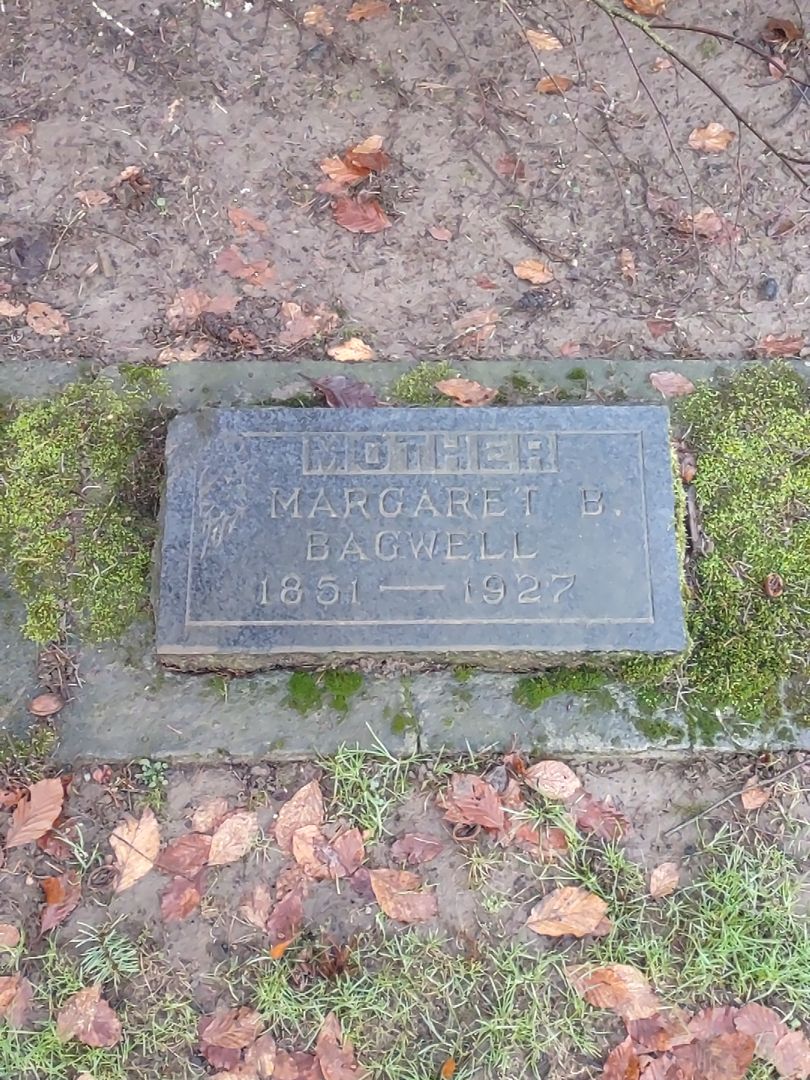 MOTHER
MARGARET B.
BAGWELL
1851 — 1927